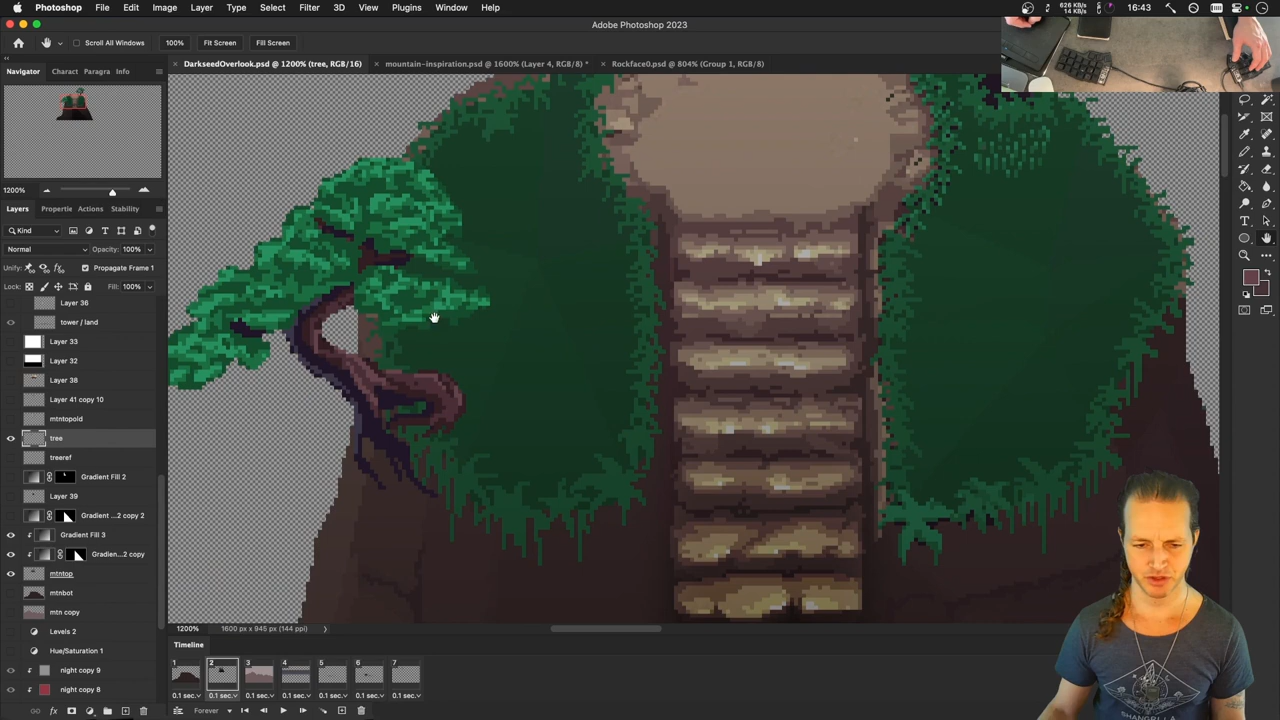 Photoshop File Edit Image Layer Type Select Filter 3D View Plugins Window Help 626 KB/s 14 KB/s 16:43
Adobe Photoshop 2023
Scroll All Windows 100% Fit Screen Fill Screen
Navigator Charact Paragra Info
DarkseedOverlook.psd @ 1200% (tree, RGB/16) mountain-inspiration.psd @ 1600% (Layer 4, RGB/8) * Rockface0.psd @ 804% (Group 1, RGB/8)
1200%
Layers Propertie Actions Stability
Kind
Normal Opacity: 100%
Unify: Propagate Frame 1
Lock: Fill: 100%
Layer 36
tower / land
Layer 33
Layer 32
Layer 38
Layer 41 copy 10
mtntopold
tree
treeref
Gradient Fill 2
Layer 39
Gradient ...2 copy 2
Gradient Fill 3
Gradien...2 copy
mtntop
mtnbot
mtn copy
Levels 2
Hue/Saturation 1
night copy 9
night copy 8
1200% 1600 px x 945 px (144 ppi)
Timeline
1 2 3 4 5 6 7
0.1 sec. 0.1 sec. 0.1 sec. 0.1 sec. 0.1 sec. 0.1 sec. 0.1 sec.
Forever
SHANGRILA